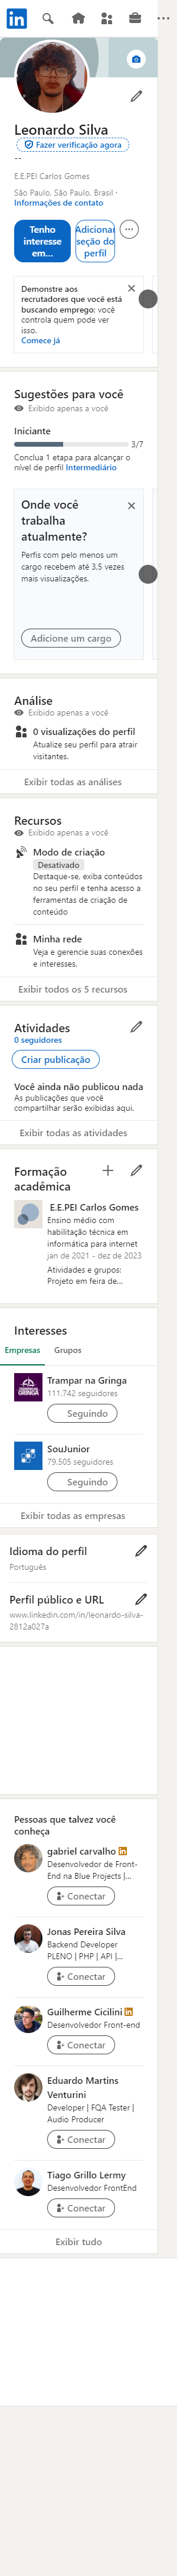 in
Leonardo Silva
Fazer verificação agora
--
E.E.PEI Carlos Gomes
São Paulo, São Paulo, Brasil ·
Informações de contato
Tenho
interesse
em...
Adicionar
seção do
perfil
Demonstre aos
recrutadores que você está
buscando emprego: você
controla quem pode ver
isso.
Comece já
Sugestões para você
Exibido apenas a você
Iniciante
3/7
Conclua 1 etapa para alcançar o
nível de perfil Intermediário
Onde você
trabalha
atualmente?
Perfis com pelo menos um
cargo recebem até 3,5 vezes
mais visualizações.
Adicione um cargo
Análise
Exibido apenas a você
0 visualizações do perfil
Atualize seu perfil para atrair
visitantes.
Exibir todas as análises
Recursos
Exibido apenas a você
Modo de criação
Desativado
Destaque-se, exiba conteúdos
no seu perfil e tenha acesso a
ferramentas de criação de
conteúdo
Minha rede
Veja e gerencie suas conexões
e interesses.
Exibir todos os 5 recursos
Atividades
0 seguidores
Criar publicação
Você ainda não publicou nada
As publicações que você
compartilhar serão exibidas aqui.
Exibir todas as atividades
Formação
acadêmica
E.E.PEI Carlos Gomes
Ensino médio com
habilitação técnica em
informática para internet
jan de 2021 - dez de 2023
Atividades e grupos:
Projeto em feira de...
Interesses
Empresas Grupos
TRAMPAR NA GRINGA
Trampar na Gringa
111.742 seguidores
Seguindo
SouJunior
79.505 seguidores
Seguindo
Exibir todas as empresas
Idioma do perfil
Português
Perfil público e URL
www.linkedin.com/in/leonardo-silva-
2812a027a
Pessoas que talvez você
conheça
gabriel carvalho in
Desenvolvedor de Front-
End na Blue Projects |...
Conectar
Jonas Pereira Silva
Backend Developer
PLENO | PHP | API |...
Conectar
Guilherme Cicilini in
Desenvolvedor Front-end
Conectar
Eduardo Martins
Venturini
Developer | FQA Tester |
Audio Producer
Conectar
Tiago Grillo Lermy
Desenvolvedor FrontEnd
Conectar
Exibir tudo